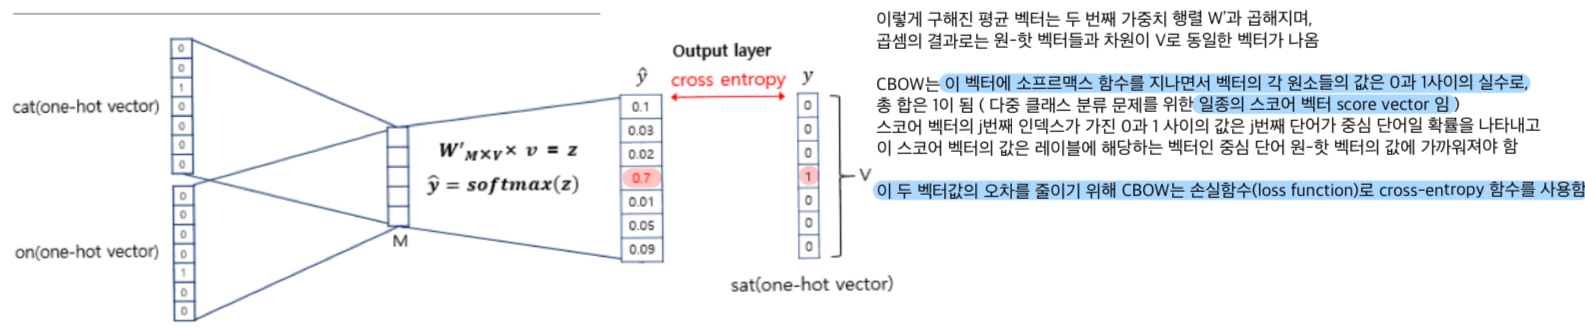 cat(one-hot vector)
0
0
1
0
0
0
0
on(one-hot vector)
0
0
0
0
1
0
0
M
W'M×V × v = z
ŷ = softmax(z)
Output layer
ŷ cross entropy y
0.1
0.03
0.02
0.7
0.01
0.05
0.09
0
0
0
1
0
0
0
V
sat(one-hot vector)
이렇게 구해진 평균 벡터는 두 번째 가중치 행렬 W'과 곱해지며,
곱셈의 결과로는 원-핫 벡터들과 차원이 V로 동일한 벡터가 나옴
CBOW는 이 벡터에 소프르맥스 함수를 지나면서 벡터의 각 원소들의 값은 0과 1사이의 실수로,
총 합은 1이 됨 ( 다중 클래스 분류 문제를 위한 일종의 스코어 벡터 score vector 임 )
스코어 벡터의 j번째 인덱스가 가진 0과 1 사이의 값은 j번째 단어가 중심 단어일 확률을 나타내고
이 스코어 벡터의 값은 레이블에 해당하는 벡터인 중심 단어 원-핫 벡터의 값에 가까워져야 함
이 두 벡터값의 오차를 줄이기 위해 CBOW는 손실함수(loss function)로 cross-entropy 함수를 사용함